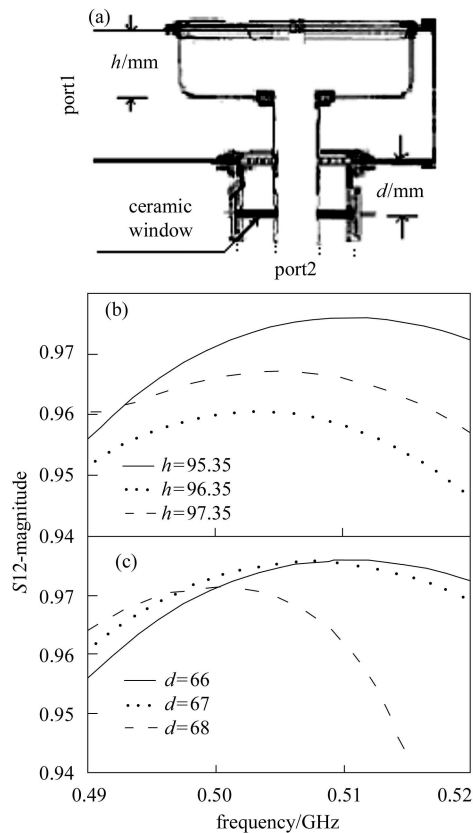 (a)
h/mm
port1
d/mm
ceramic
window
port2
(b)
0.97
0.96
0.95
0.94
h=95.35
h=96.35
h=97.35
S12-magnitude
(c)
0.97
0.96
0.95
0.94
d=66
d=67
d=68
0.49
0.50
0.51
0.52
frequency/GHz